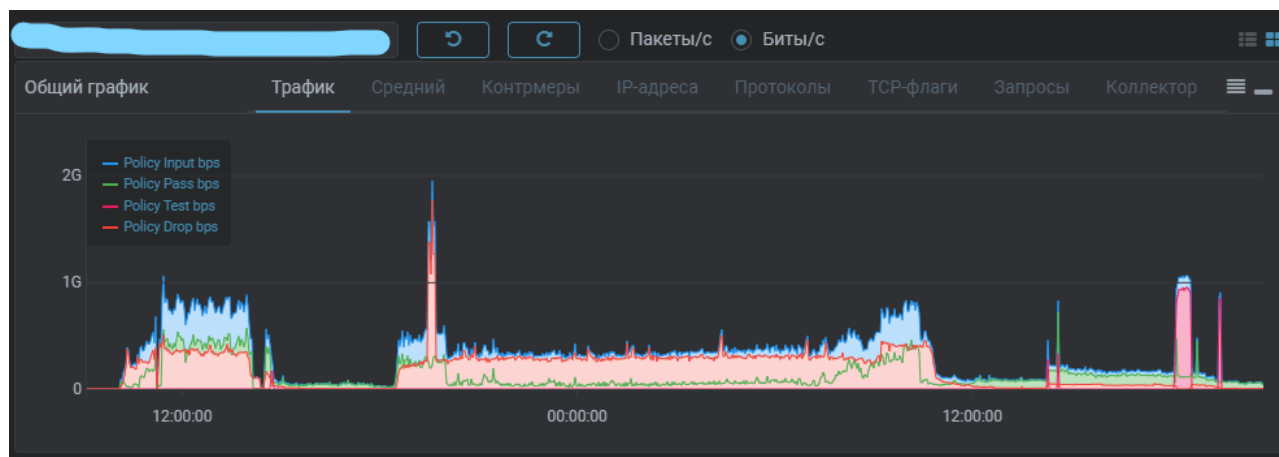 Пакеты/с Биты/с
Общий график Трафик Средний Контрмеры IP-адреса Протоколы TCP-флаги Запросы Коллектор
Policy Input bps
2G
Policy Pass bps
Policy Test bps
Policy Drop bps
1G
0
12:00:00 00:00:00 12:00:00